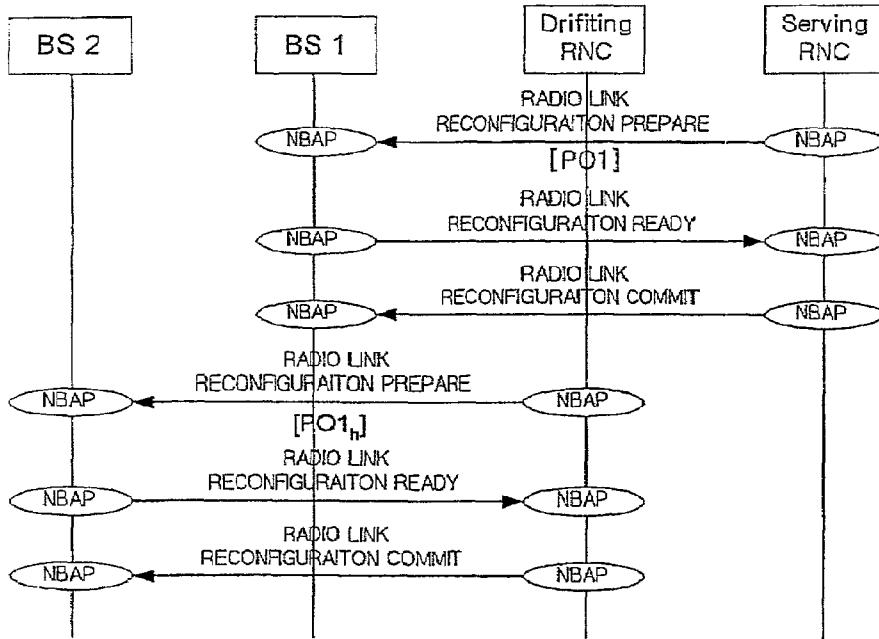 BS 2
BS 1
Drifiting
RNC
Serving
RNC
RADIO LINK
RECONFIGURAITON PREPARE
NBAP
NBAP
[PO1]
RADIO LINK
RECONFIGURAITON READY
NBAP
NBAP
RADIO LINK
RECONFIGURAITON COMMIT
NBAP
NBAP
RADIO LINK
RECONFIGURAITON PREPARE
NBAP
NBAP
[PO1h]
RADIO LINK
RECONFIGURAITON READY
NBAP
NBAP
RADIO LINK
RECONFIGURAITON COMMIT
NBAP
NBAP